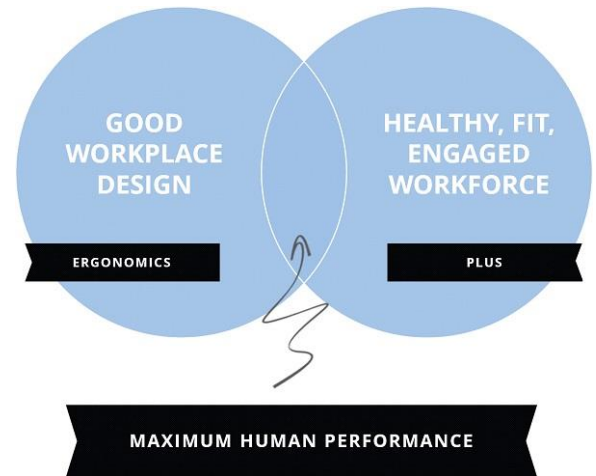 GOOD
WORKPLACE
DESIGN
ERGONOMICS
HEALTHY, FIT,
ENGAGED
WORKFORCE
PLUS
MAXIMUM HUMAN PERFORMANCE